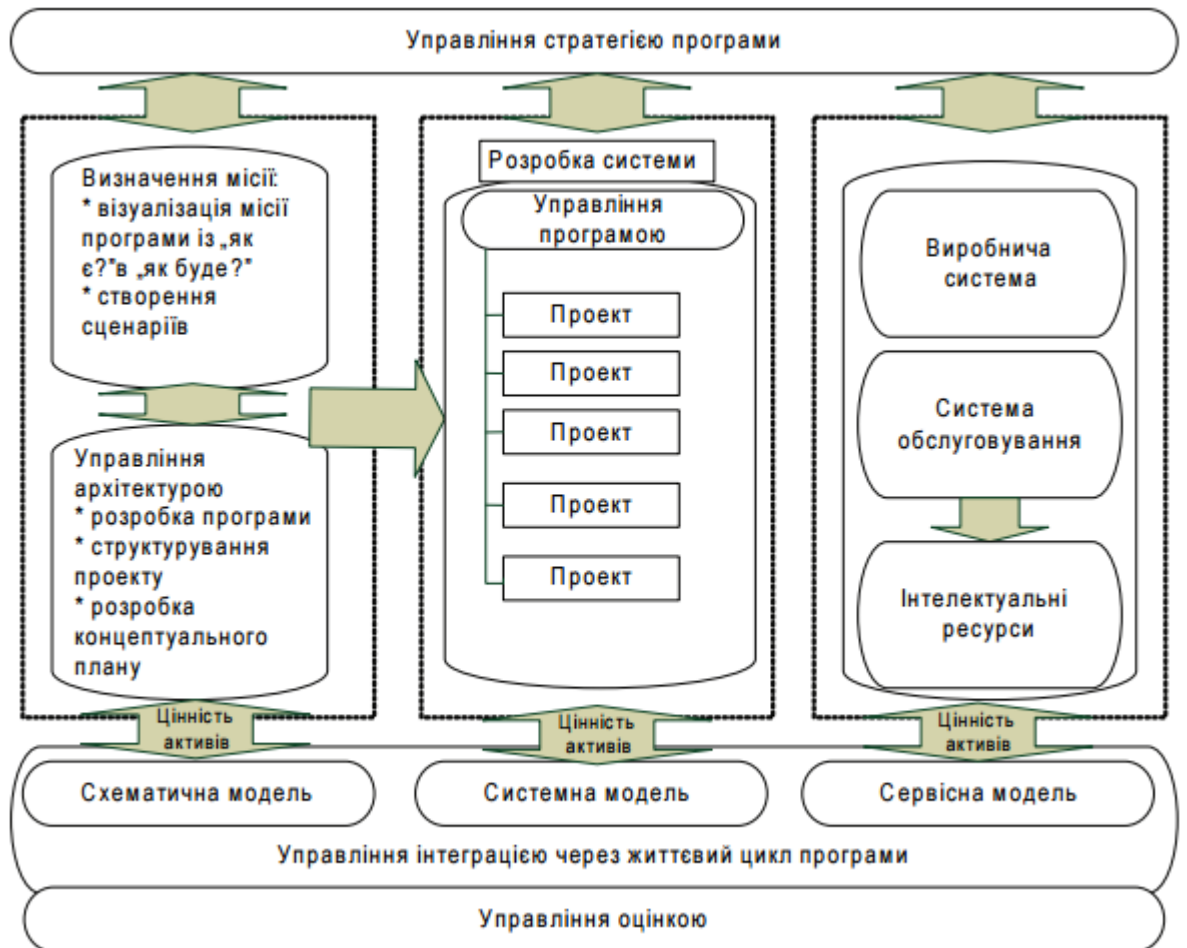 Управління стратегією програми
Визначення місії:
* візуалізація місії
програми із „як
є?”в „як буде?”
* створення
сценаріїв
Управління
архітектурою
* розробка програми
* структурування
проекту
* розробка
концептуального
плану
Розробка системи
Управління
програмою
Проект
Проект
Проект
Проект
Проект
Виробнича
система
Система
обслуговування
Інтелектуальні
ресурси
Цінність
активів
Цінність
активів
Цінність
активів
Схематична модель
Системна модель
Сервісна модель
Управління інтеграцією через життєвий цикл програми
Управління оцінкою